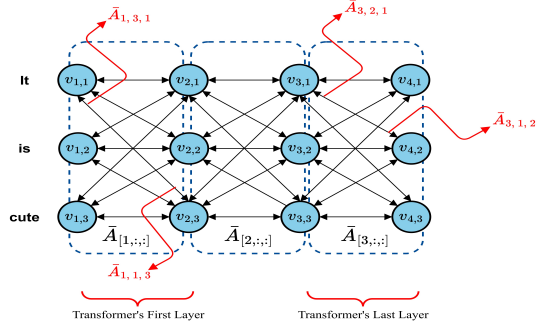 Ā₁, ₃, ₁
Ā₃, ₂, ₁
It
v₁,₁
v₂,₁
v₃,₁
v₄,₁
Ā₃, ₁, ₂
is
v₁,₂
v₂,₂
v₃,₂
v₄,₂
cute
v₁,₃
v₂,₃
v₃,₃
v₄,₃
Ā[1,:,:]
Ā[2,:,:]
Ā[3,:,:]
Ā₁, ₁, ₃
Transformer's First Layer
Transformer's Last Layer